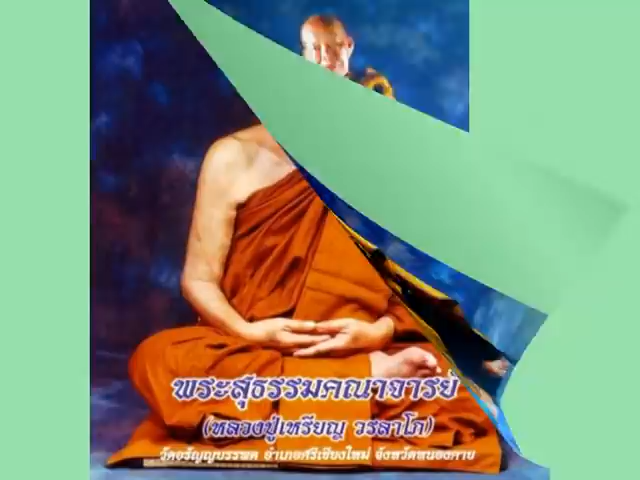 พระสุธรรมคณาจารย์
(หลวงปู่เหรียญ วรลาโภ)
วัดอรัญญบรรพต อำเภอศรีเชียงใหม่ จังหวัดหนองคาย